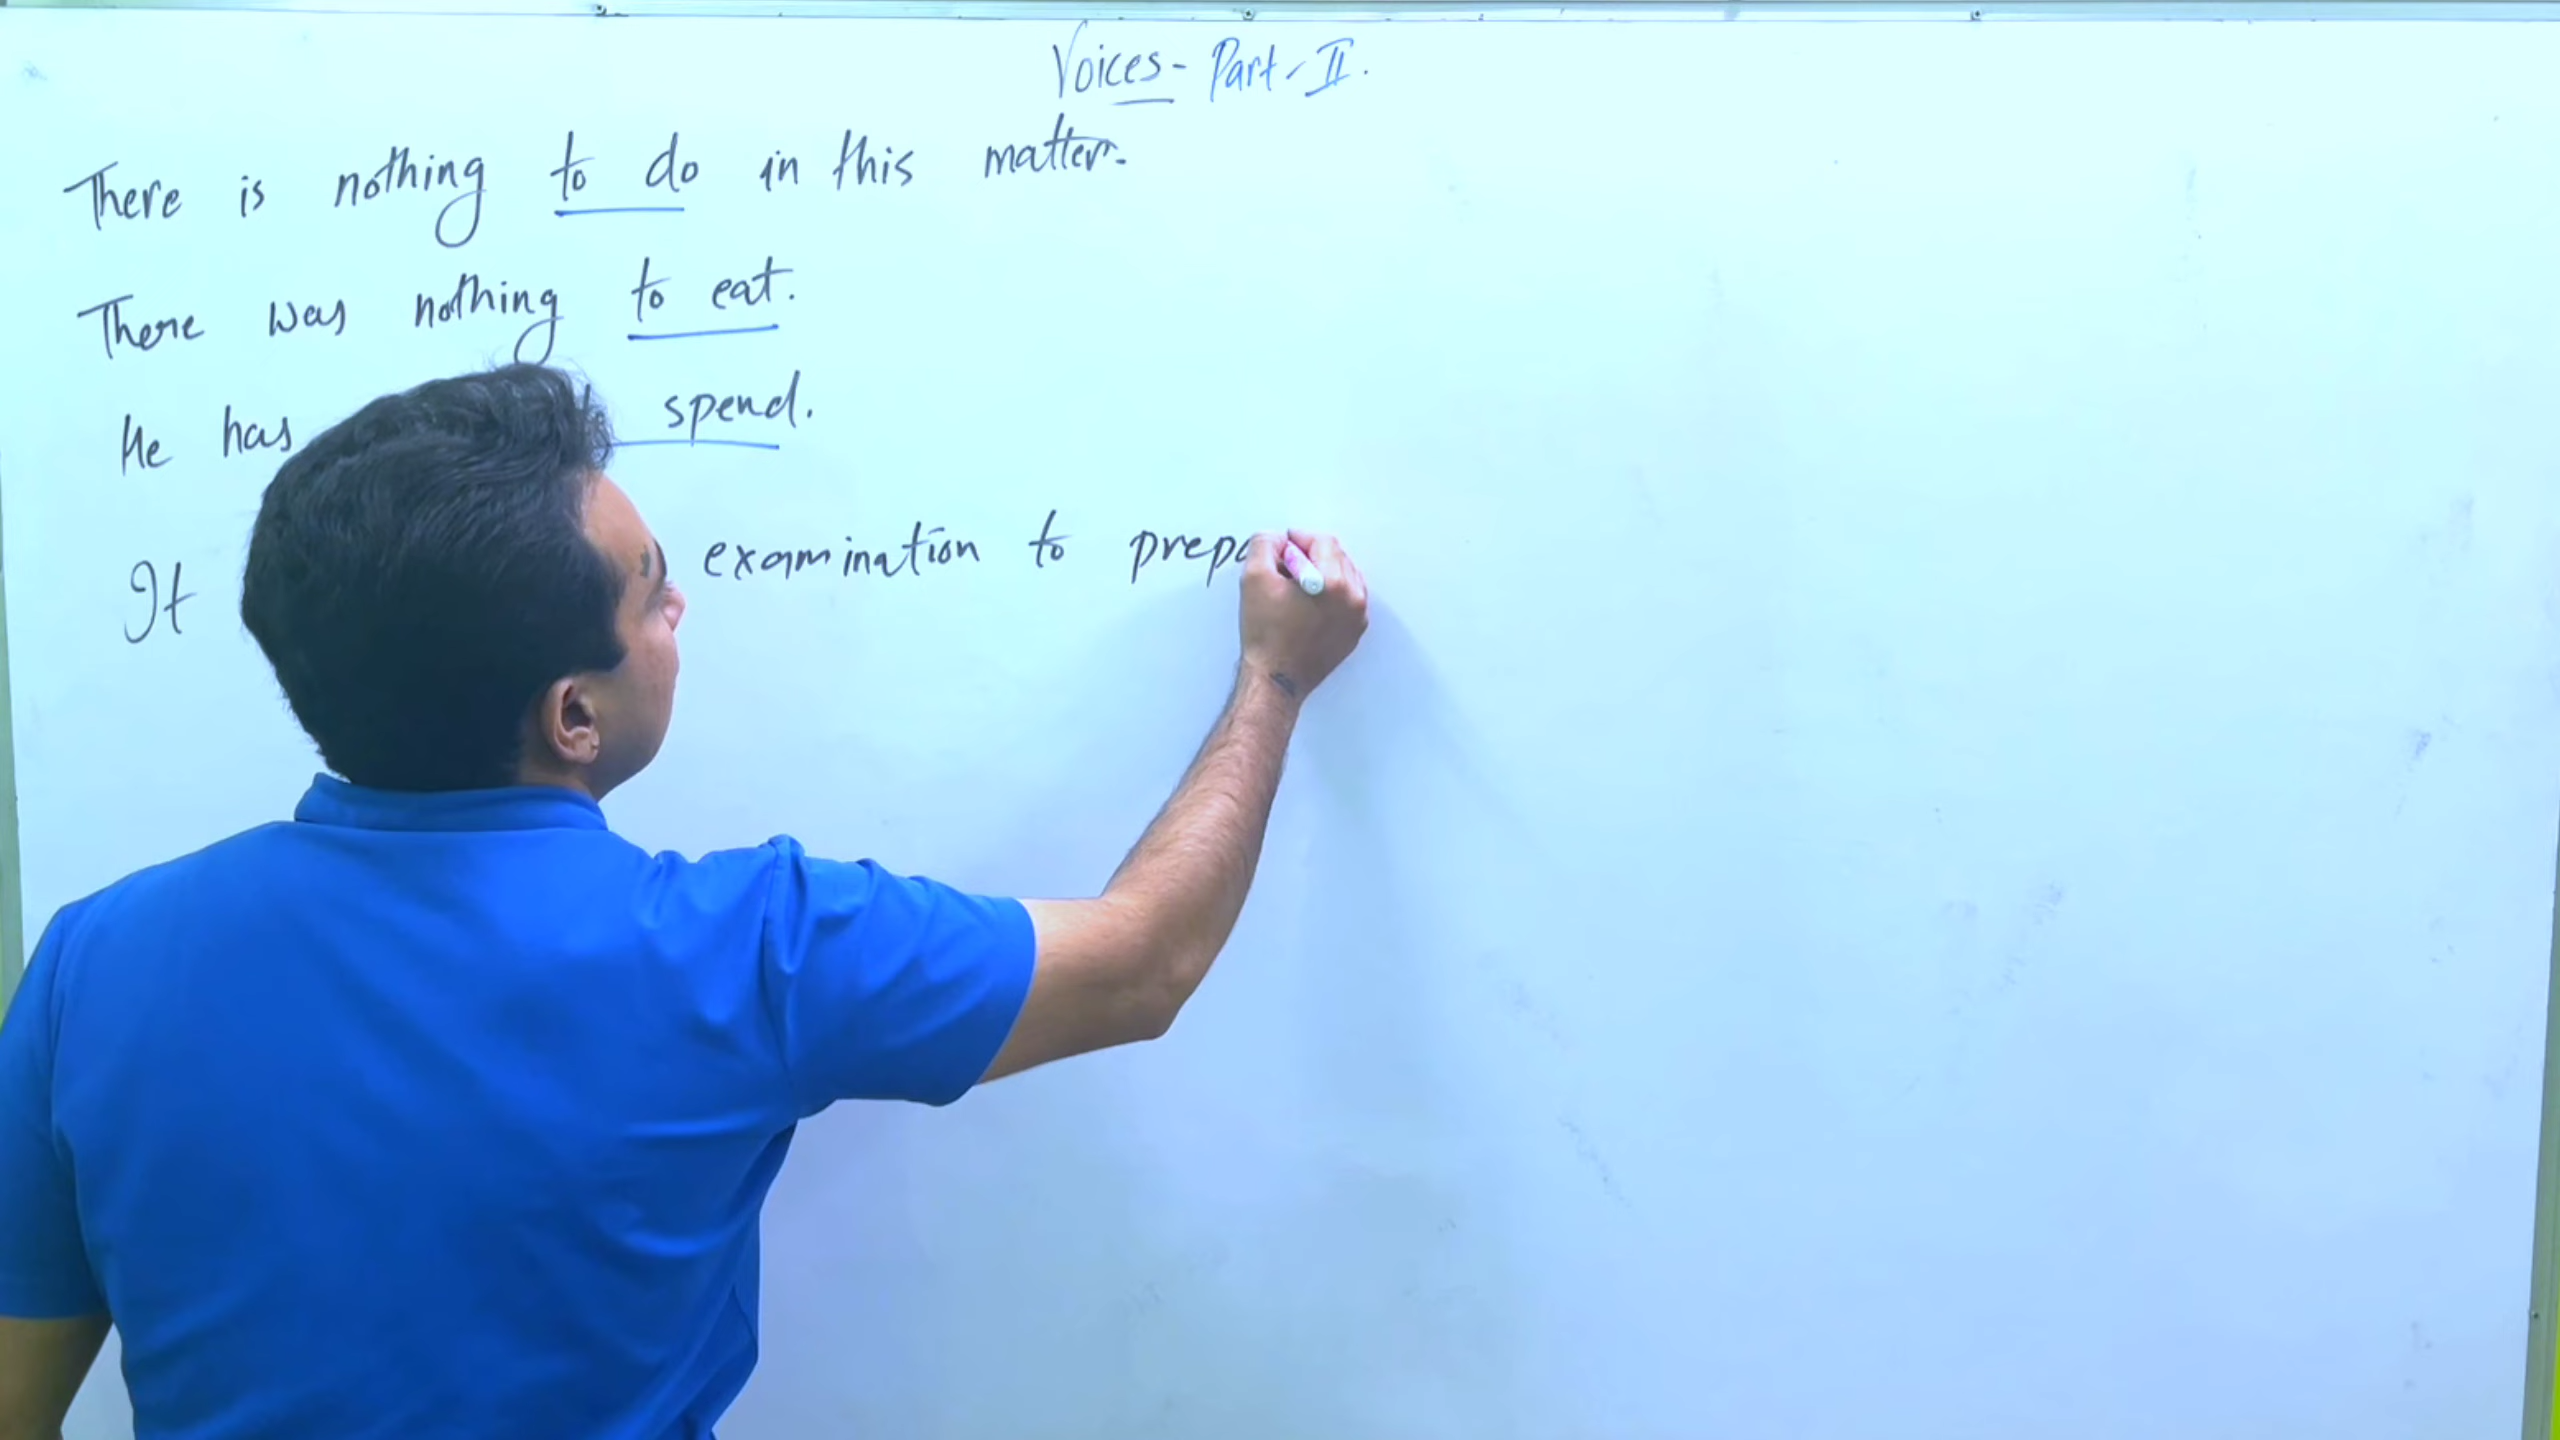 Voices - Part - II.
There is nothing to do in this matter.
There was nothing to eat.
He has spend.
It examination to